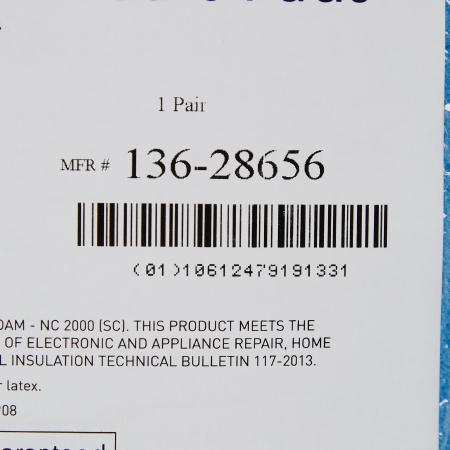 1 Pair
MFR # 136-28656
(01)10612479191331
OAM - NC 2000 (SC). THIS PRODUCT MEETS THE
OF ELECTRONIC AND APPLIANCE REPAIR, HOME
L INSULATION TECHNICAL BULLETIN 117-2013.
r latex.
08